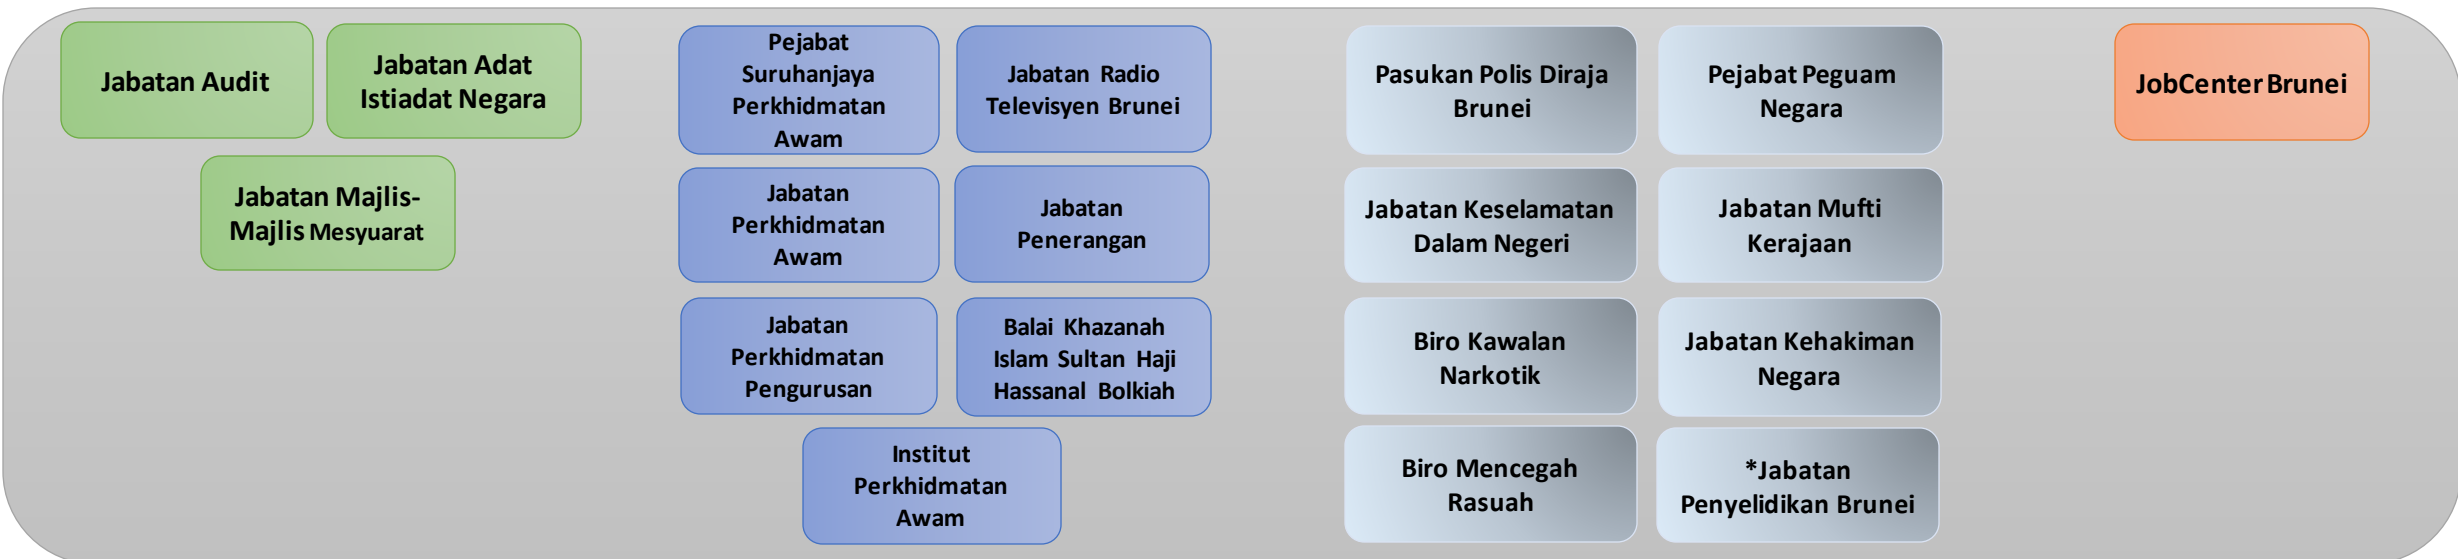 Jabatan Audit
Jabatan Adat
Istiadat Negara
Jabatan Majlis-
Majlis Mesyuarat
Pejabat
Suruhanjaya
Perkhidmatan
Awam
Jabatan Radio
Televisyen Brunei
Jabatan
Perkhidmatan
Awam
Jabatan
Penerangan
Jabatan
Perkhidmatan
Pengurusan
Balai Khazanah
Islam Sultan Haji
Hassanal Bolkiah
Institut
Perkhidmatan
Awam
Pasukan Polis Diraja
Brunei
Pejabat Peguam
Negara
Jabatan Keselamatan
Dalam Negeri
Jabatan Mufti
Kerajaan
Biro Kawalan
Narkotik
Jabatan Kehakiman
Negara
Biro Mencegah
Rasuah
*Jabatan
Penyelidikan Brunei
JobCenter Brunei